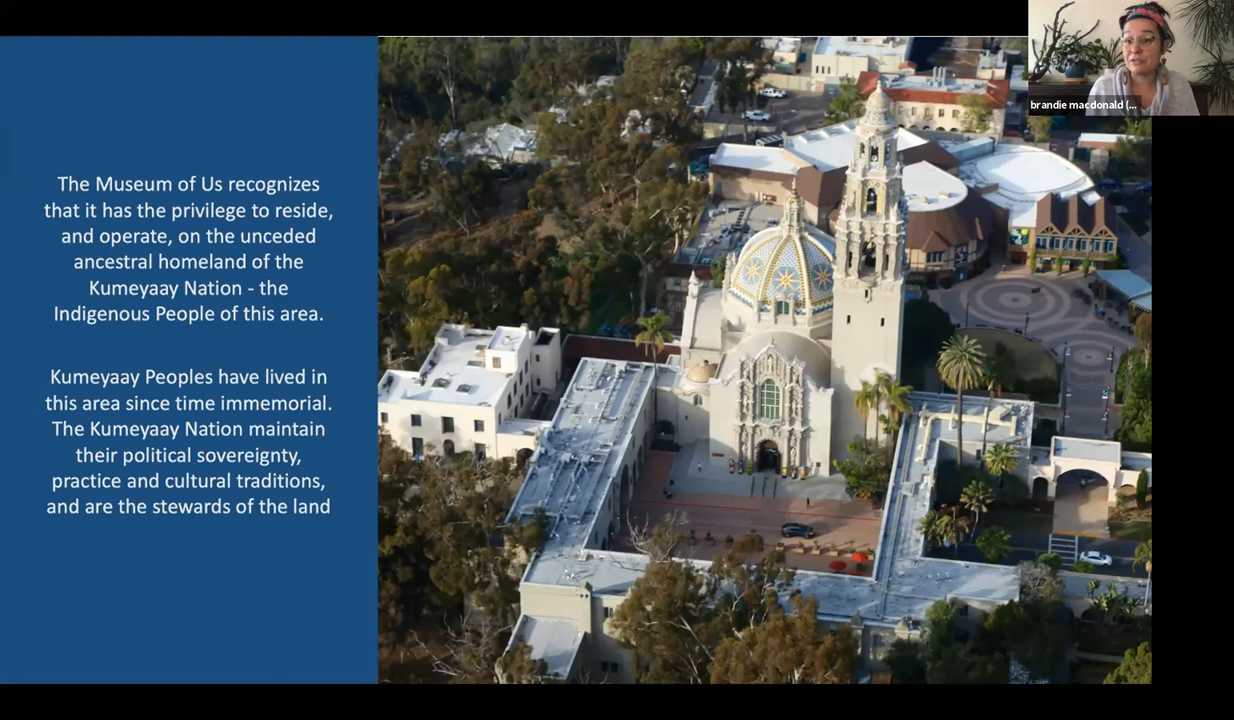 The Museum of Us recognizes
that it has the privilege to reside,
and operate, on the unceded
ancestral homeland of the
Kumeyaay Nation - the
Indigenous People of this area.
Kumeyaay Peoples have lived in
this area since time immemorial.
The Kumeyaay Nation maintain
their political sovereignty,
practice and cultural traditions,
and are the stewards of the land
brandie macdonald (...